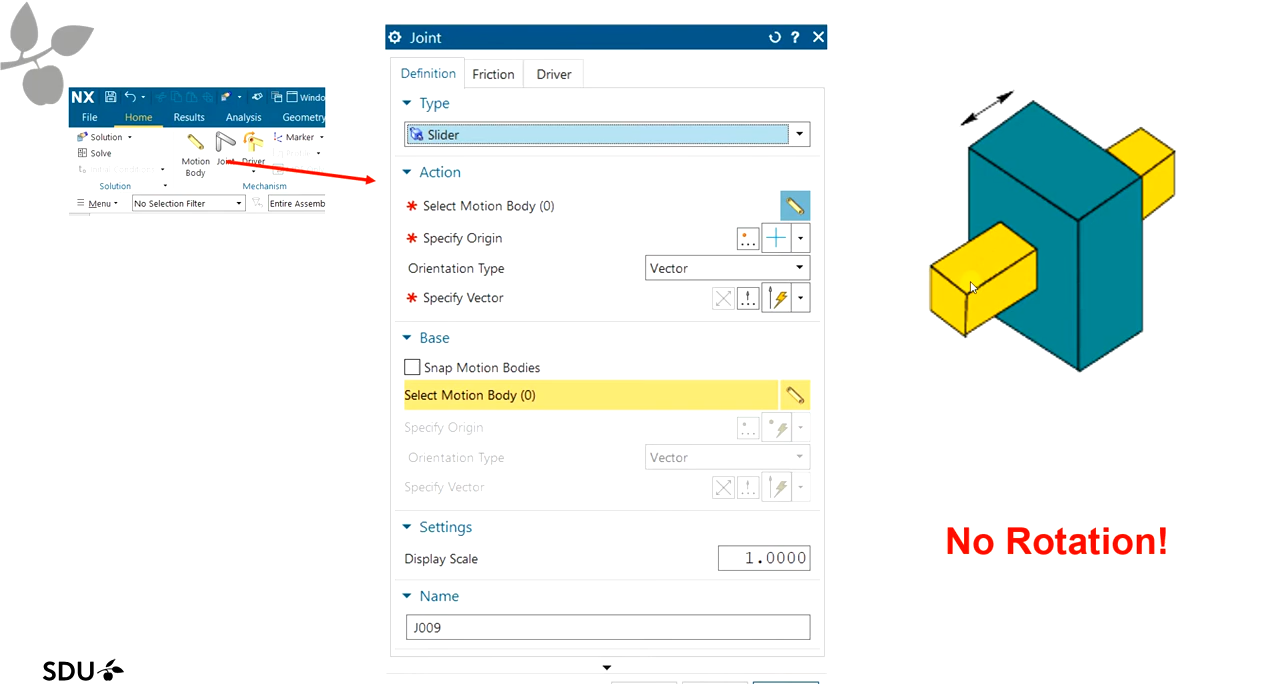 NX
Windo
File Home Results Analysis Geometry
Solution
Solve
Motion Body
Joint
Driver
Marker
Solution Mechanism
Menu
No Selection Filter
Entire Assemb
Joint
Definition Friction Driver
Type
Slider
Action
* Select Motion Body (0)
* Specify Origin
Orientation Type Vector
* Specify Vector
Base
Snap Motion Bodies
Select Motion Body (0)
Specify Origin
Orientation Type Vector
Specify Vector
Settings
Display Scale 1.0000
Name
J009
No Rotation!
SDU